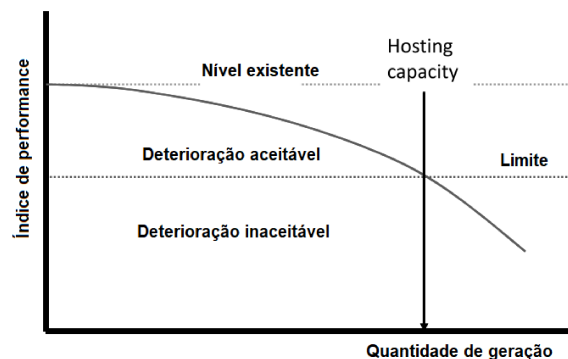 Hosting
capacity
Nível existente
Deterioração aceitável
Limite
Deterioração inaceitável
Índice de performance
Quantidade de geração